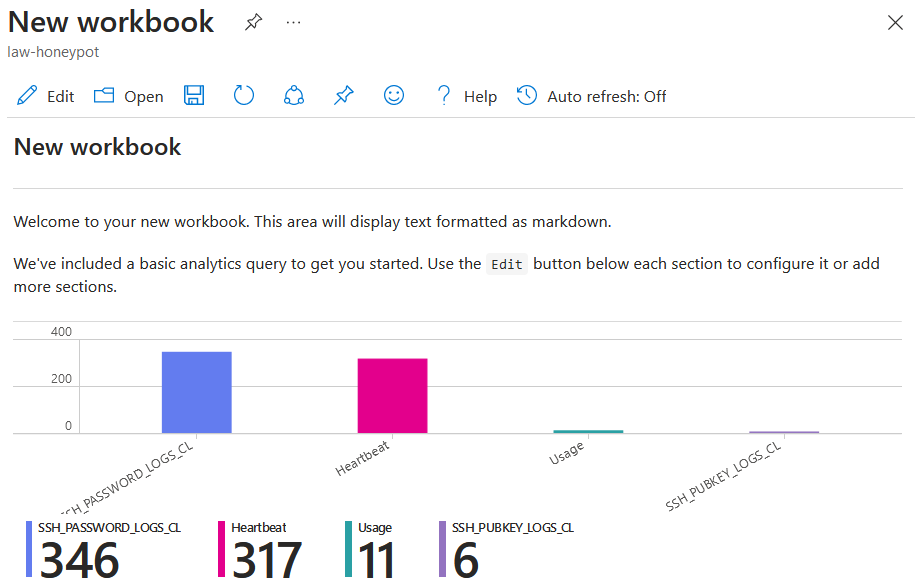 New workbook
law-honeypot
Edit Open Help Auto refresh: Off
New workbook
Welcome to your new workbook. This area will display text formatted as markdown.
We've included a basic analytics query to get you started. Use the Edit button below each section to configure it or add
more sections.
400
200
0
SH_PASSWORD_LOGS_CL Heartbeat Usage SSH_PUBKEY_LOGS_CL
SSH_PASSWORD_LOGS_CL Heartbeat Usage SSH_PUBKEY_LOGS_CL
346 317 11 6